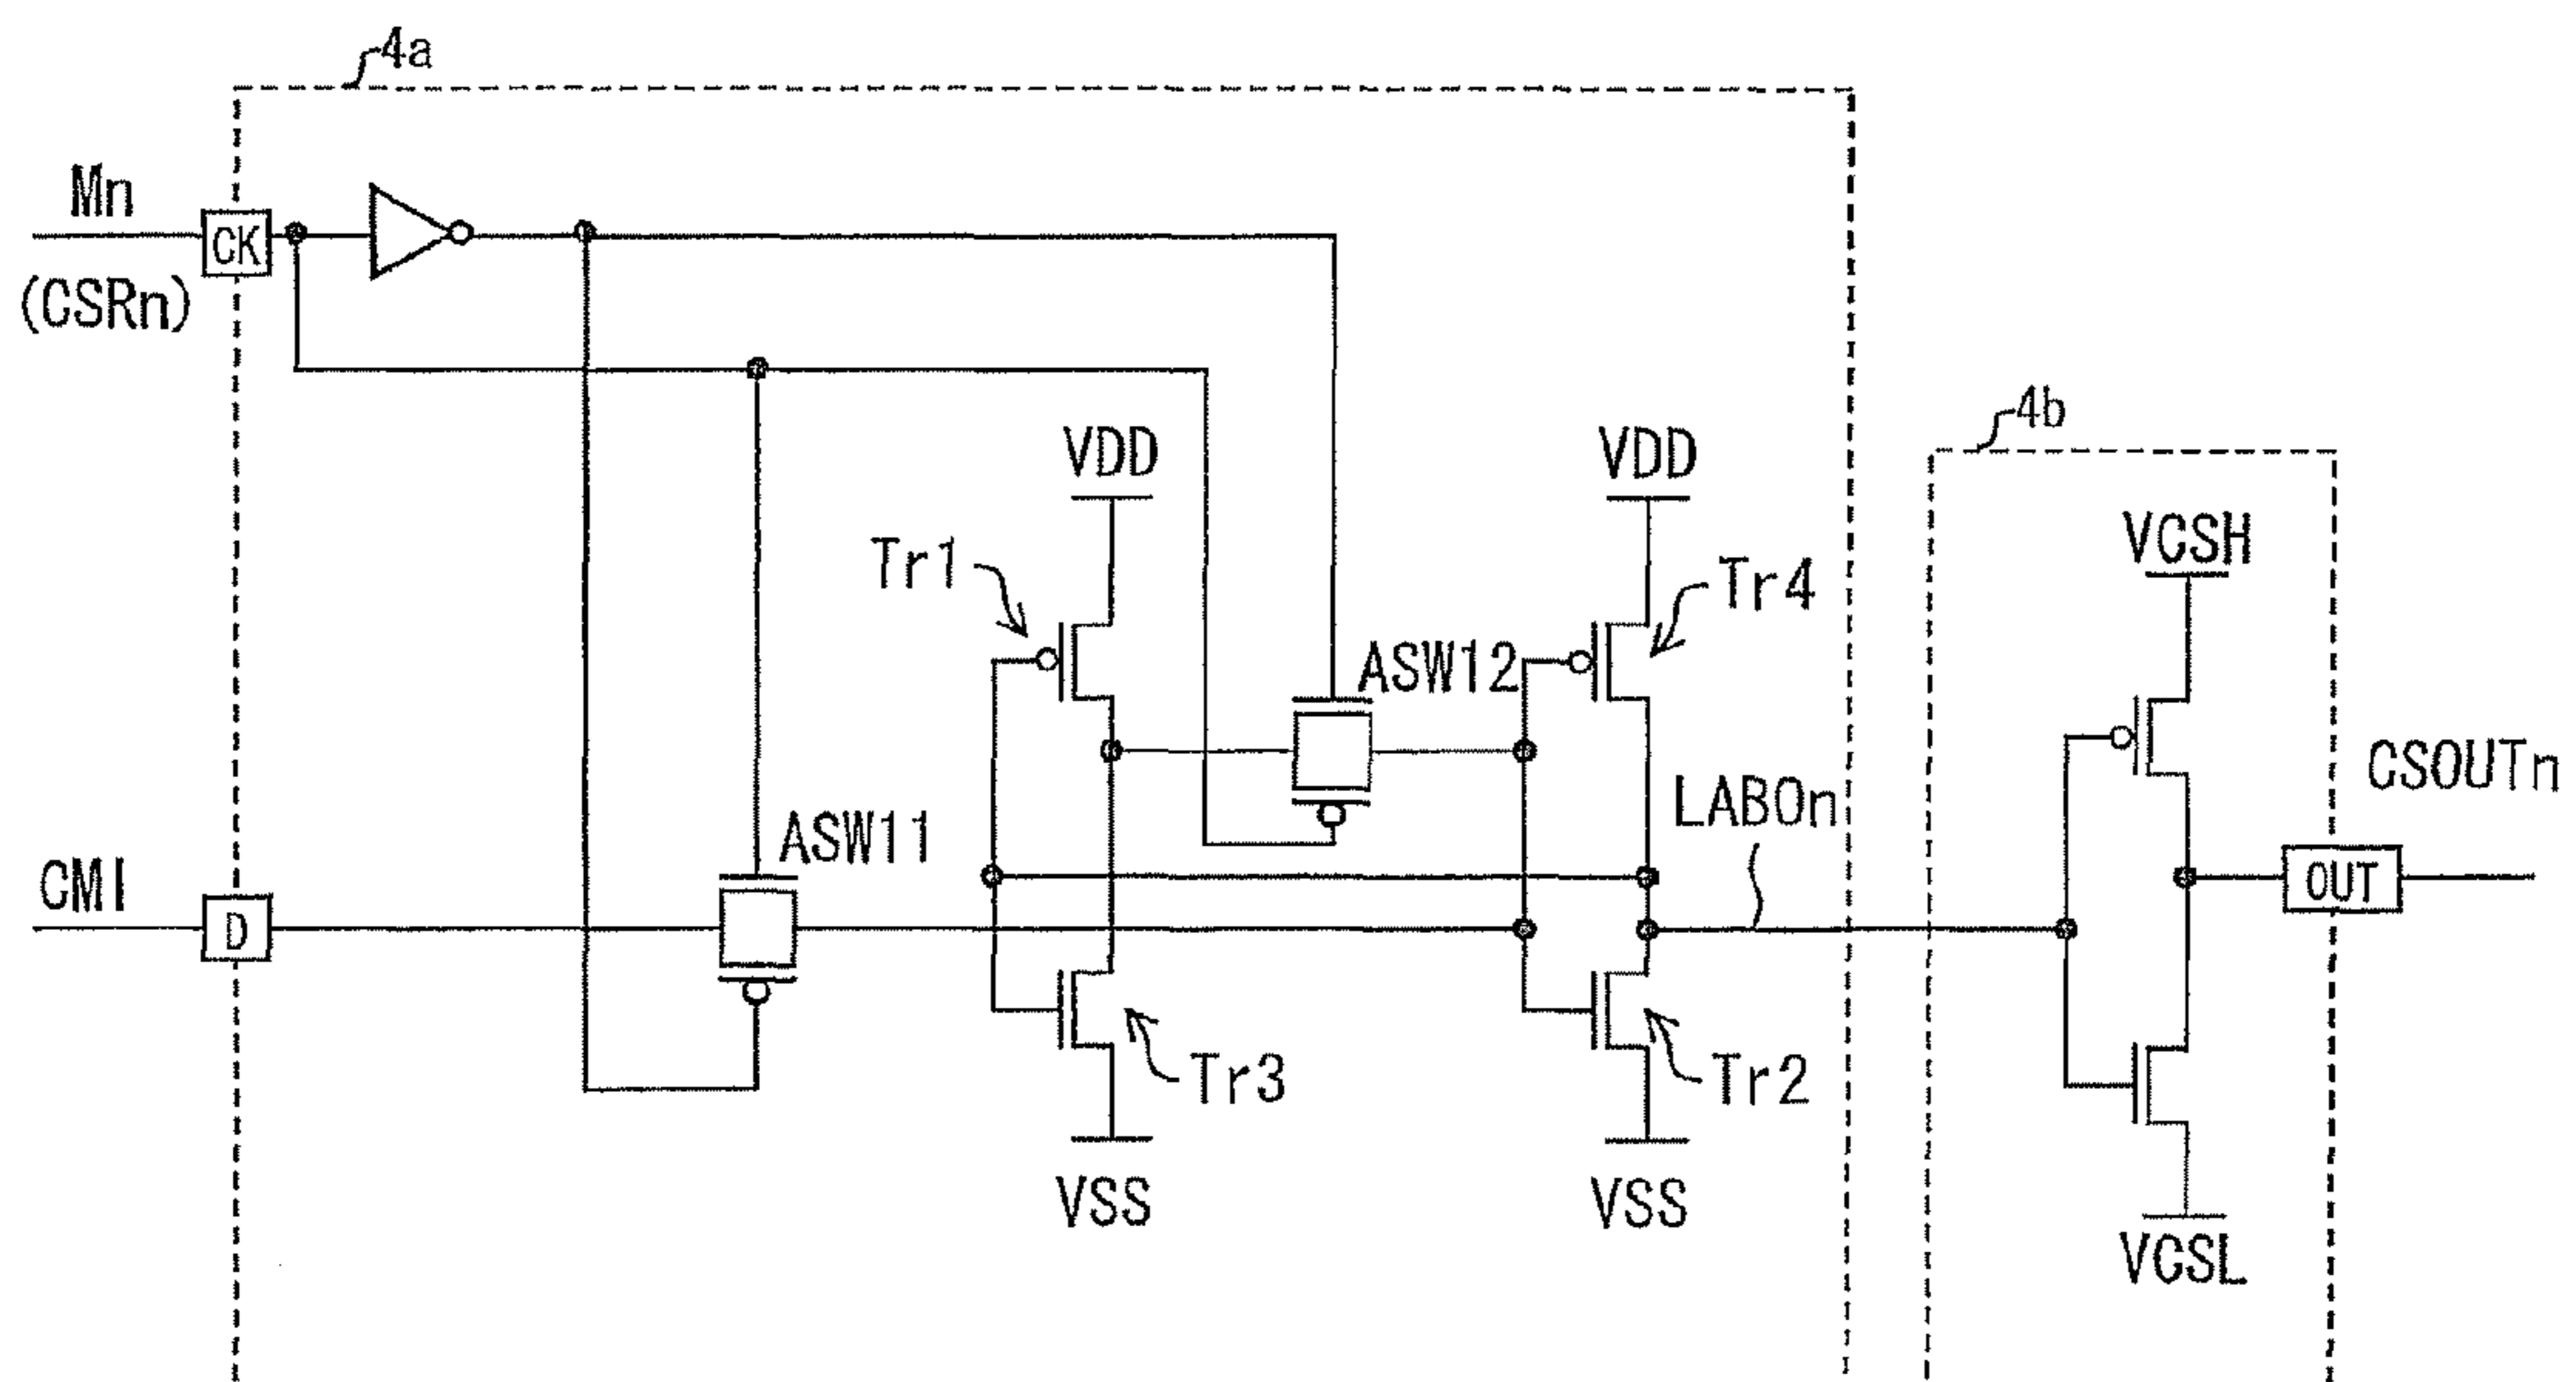 4a
Mn
CK
(CSRn)
4b
VDD
VDD
VCSH
Tr1
Tr4
ASW12
CSOUTn
LABOn
ASW11
CMI
OUT
D
Tr3
Tr2
VSS
VSS
VCSL